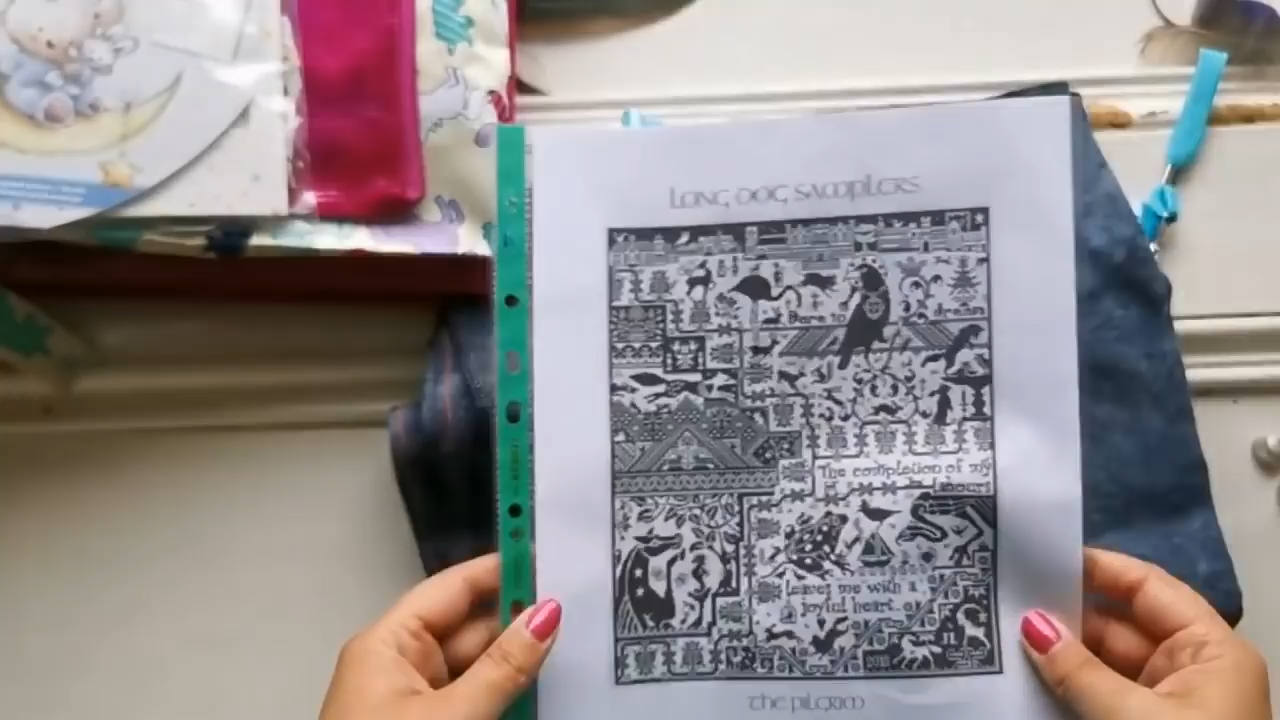 LONG DOG SAMPLERS
Dare to dream
The completion of my
labours
leaves me with a
joyful heart.
The PILGRIM